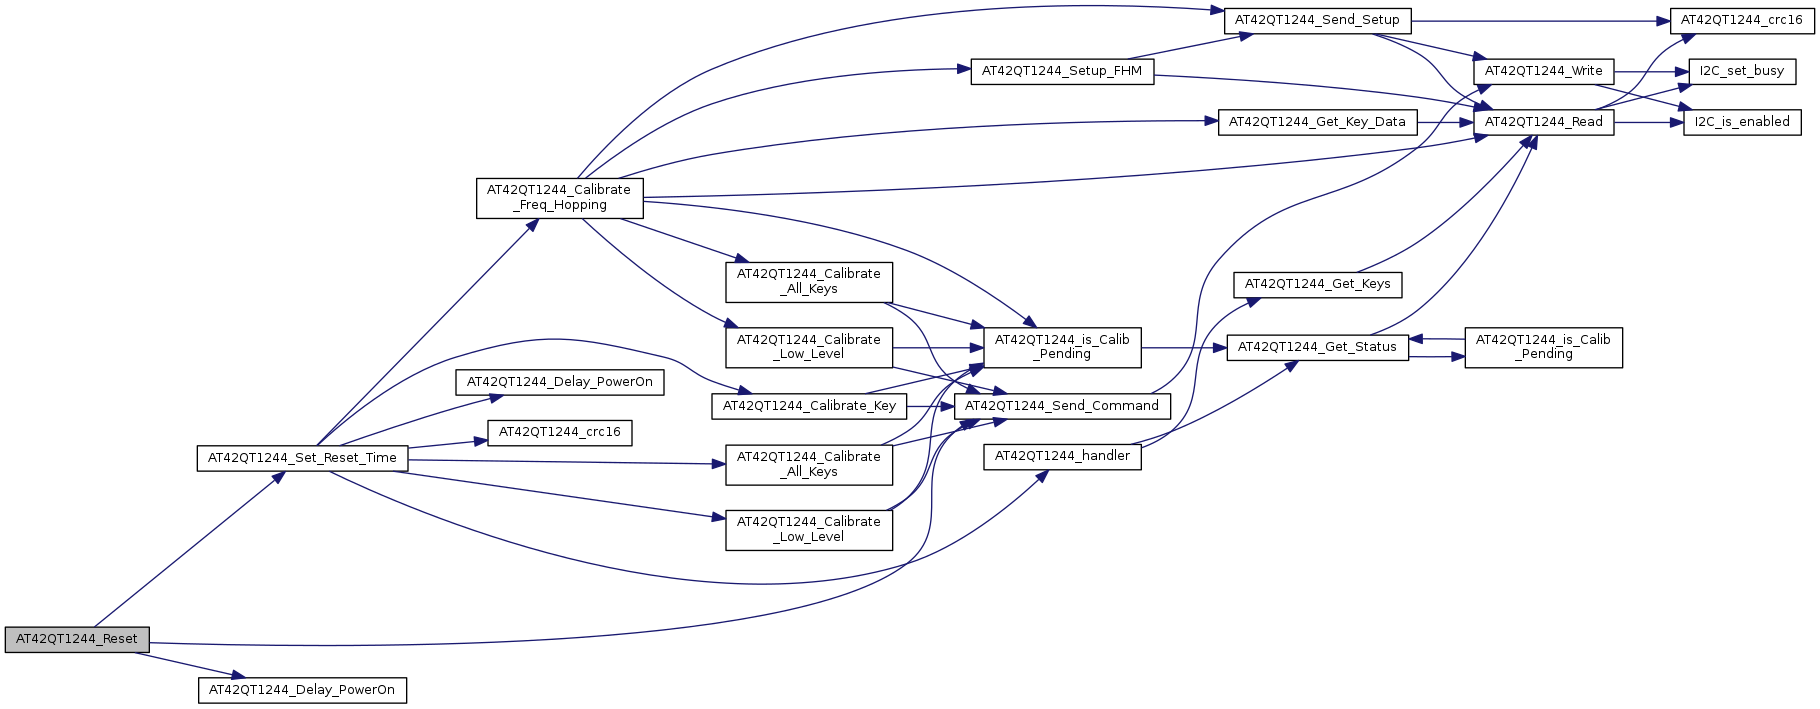 AT42QT1244_Send_Setup
AT42QT1244_crc16
AT42QT1244_Setup_FHM
AT42QT1244_Write
I2C_set_busy
AT42QT1244_Get_Key_Data
AT42QT1244_Read
I2C_is_enabled
AT42QT1244_Calibrate
_Freq_Hopping
AT42QT1244_Calibrate
_All_Keys
AT42QT1244_Get_Keys
AT42QT1244_Calibrate
_Low_Level
AT42QT1244_is_Calib
_Pending
AT42QT1244_Get_Status
AT42QT1244_is_Calib
_Pending
AT42QT1244_Delay_PowerOn
AT42QT1244_Calibrate_Key
AT42QT1244_Send_Command
AT42QT1244_crc16
AT42QT1244_Set_Reset_Time
AT42QT1244_Calibrate
_All_Keys
AT42QT1244_handler
AT42QT1244_Calibrate
_Low_Level
AT42QT1244_Reset
AT42QT1244_Delay_PowerOn